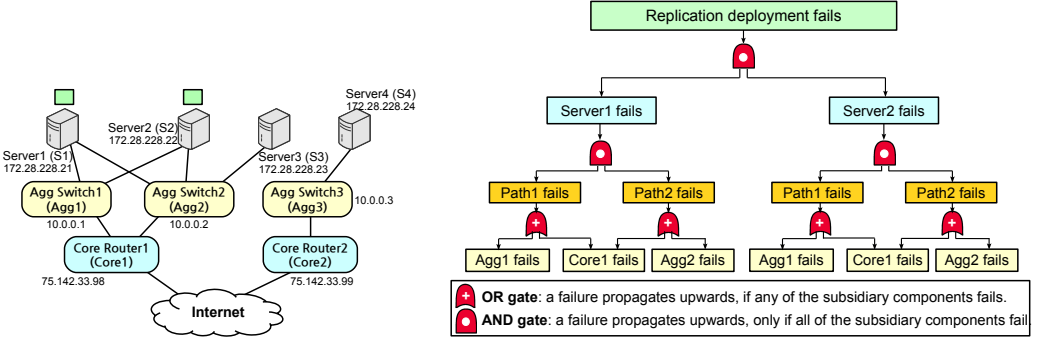 Server4 (S4)
172.28.228.24
Server2 (S2)
172.28.228.22
Server1 (S1)
172.28.228.21
Server3 (S3)
172.28.228.23
Agg Switch1
(Agg1)
Agg Switch2
(Agg2)
Agg Switch3
(Agg3)
10.0.0.3
10.0.0.1
10.0.0.2
Core Router1
(Core1)
Core Router2
(Core2)
75.142.33.98
75.142.33.99
Internet
Replication deployment fails
Server1 fails
Server2 fails
Path1 fails
Path2 fails
Path1 fails
Path2 fails
Agg1 fails
Core1 fails
Agg2 fails
Agg1 fails
Core1 fails
Agg2 fails
OR gate: a failure propagates upwards, if any of the subsidiary components fails.
AND gate: a failure propagates upwards, only if all of the subsidiary components fail.